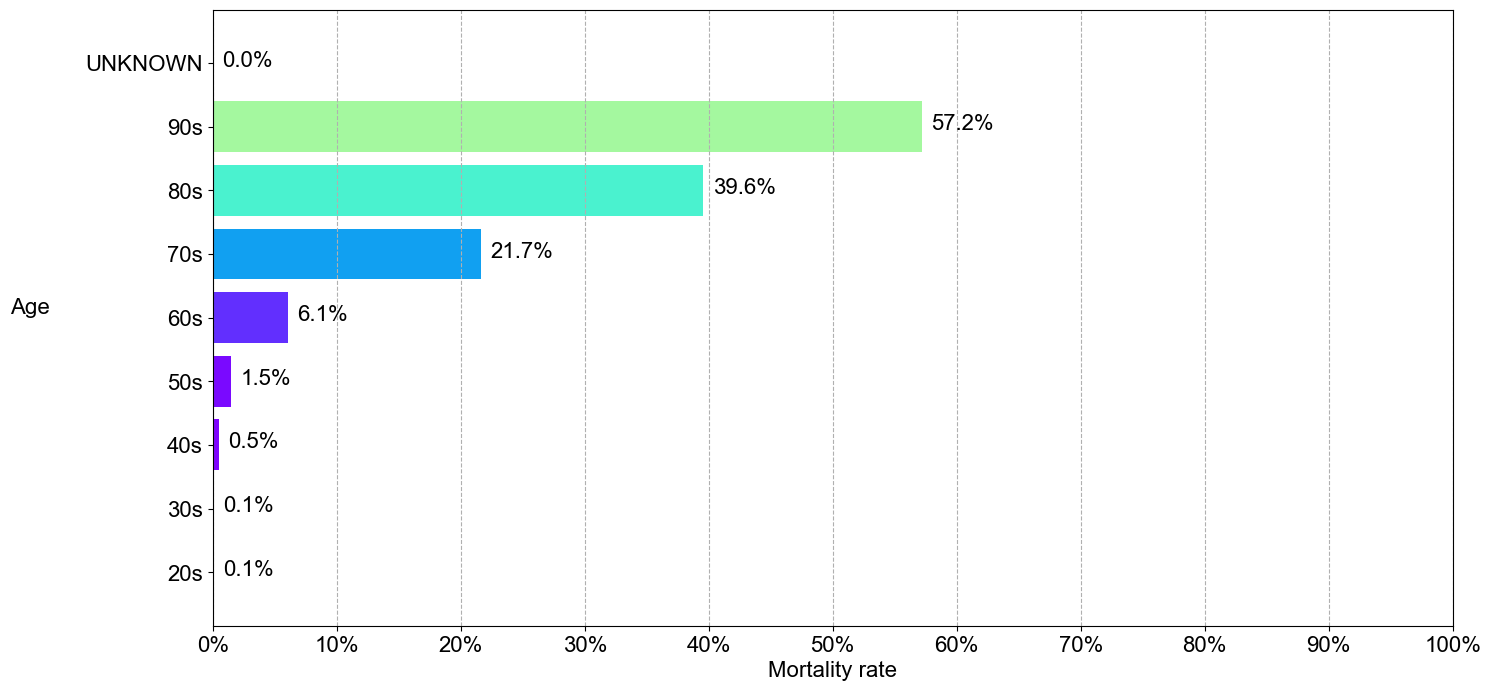 UNKNOWN 0.0%
90s 57.2%
80s 39.6%
70s 21.7%
Age
60s 6.1%
50s 1.5%
40s 0.5%
30s 0.1%
20s 0.1%
0% 10% 20% 30% 40% 50% 60% 70% 80% 90% 100%
Mortality rate